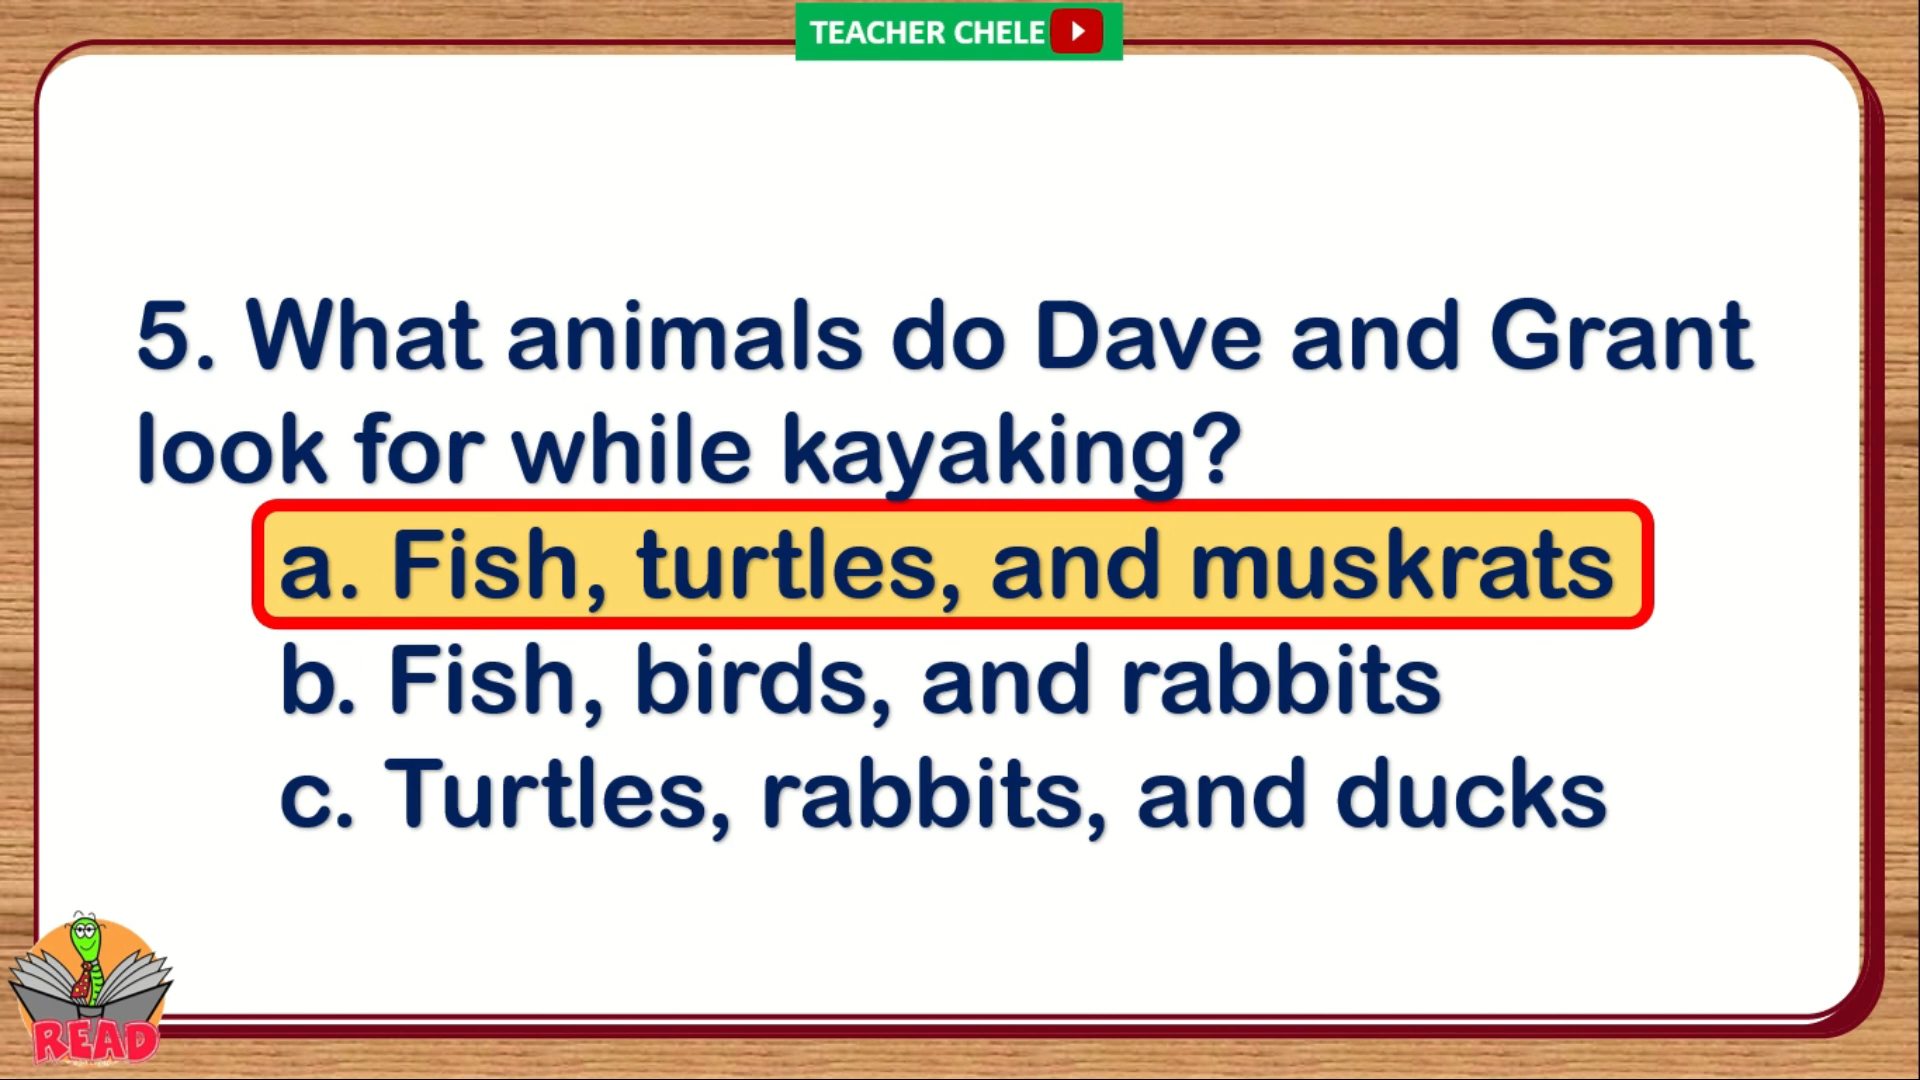 TEACHER CHELE
5. What animals do Dave and Grant
look for while kayaking?
a. Fish, turtles, and muskrats
b. Fish, birds, and rabbits
c. Turtles, rabbits, and ducks
READ